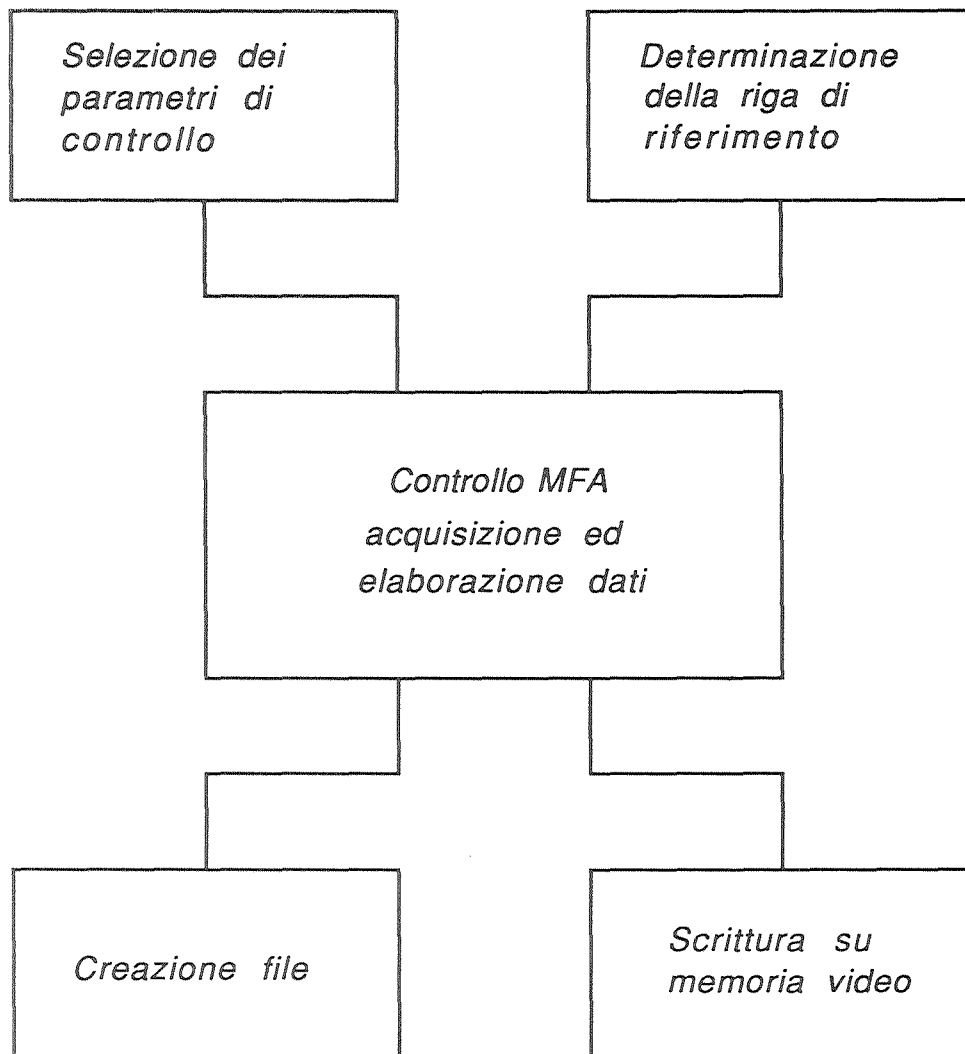 Selezione dei
parametri di
controllo
Determinazione
della riga di
riferimento
Controllo MFA
acquisizione ed
elaborazione dati
Creazione file
Scrittura su
memoria video